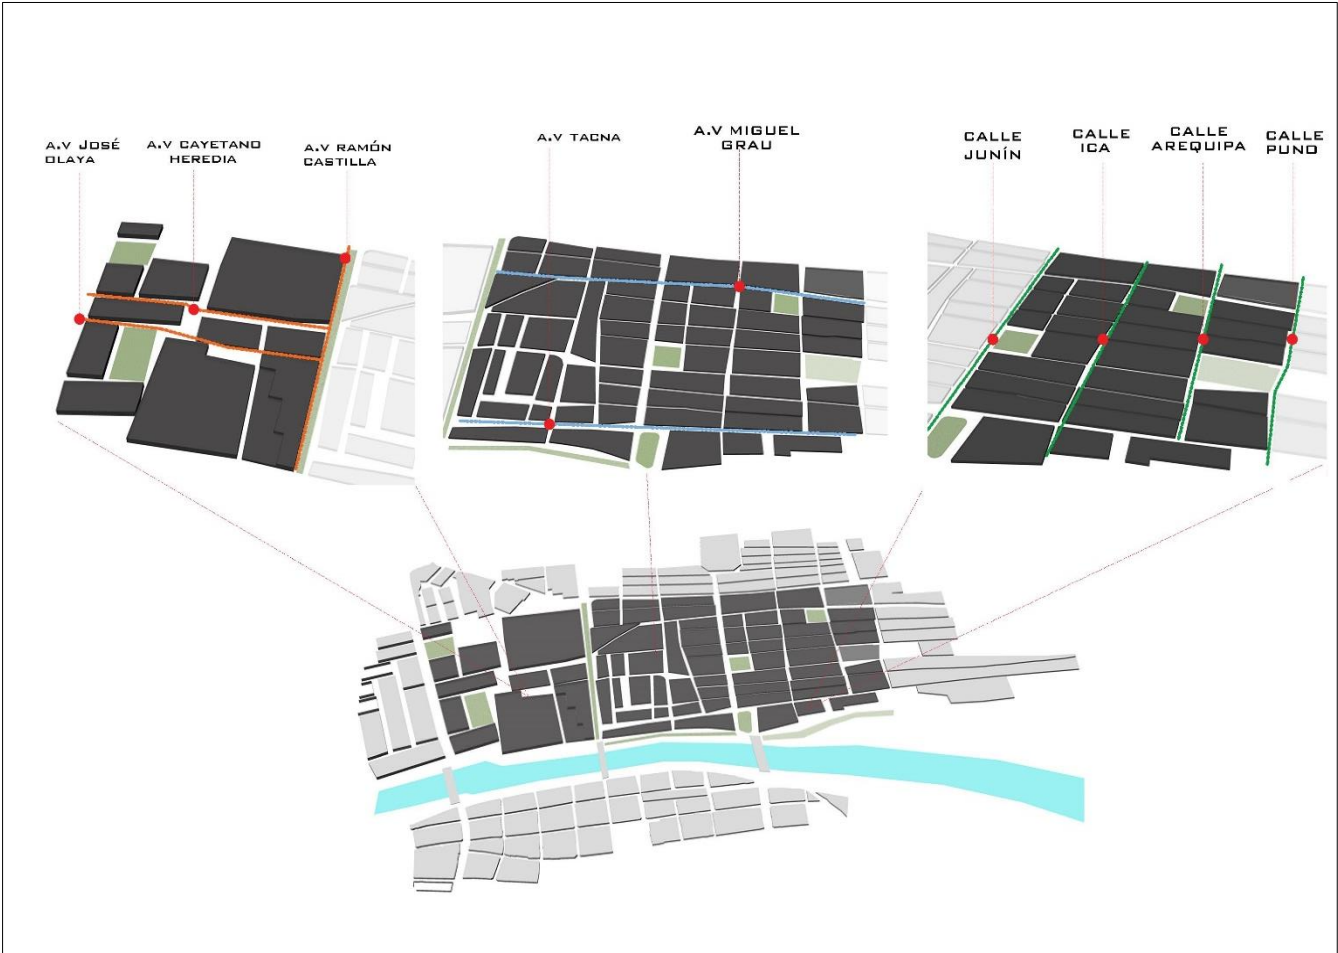 A.V JOSÉ
OLAYA
A.V CAYETANO
HEREDIA
A.V RAMÓN
CASTILLA
A.V TACNA
A.V MIGUEL
GRAU
CALLE
JUNÍN
CALLE
ICA
CALLE
AREQUIPA
CALLE
PUNO